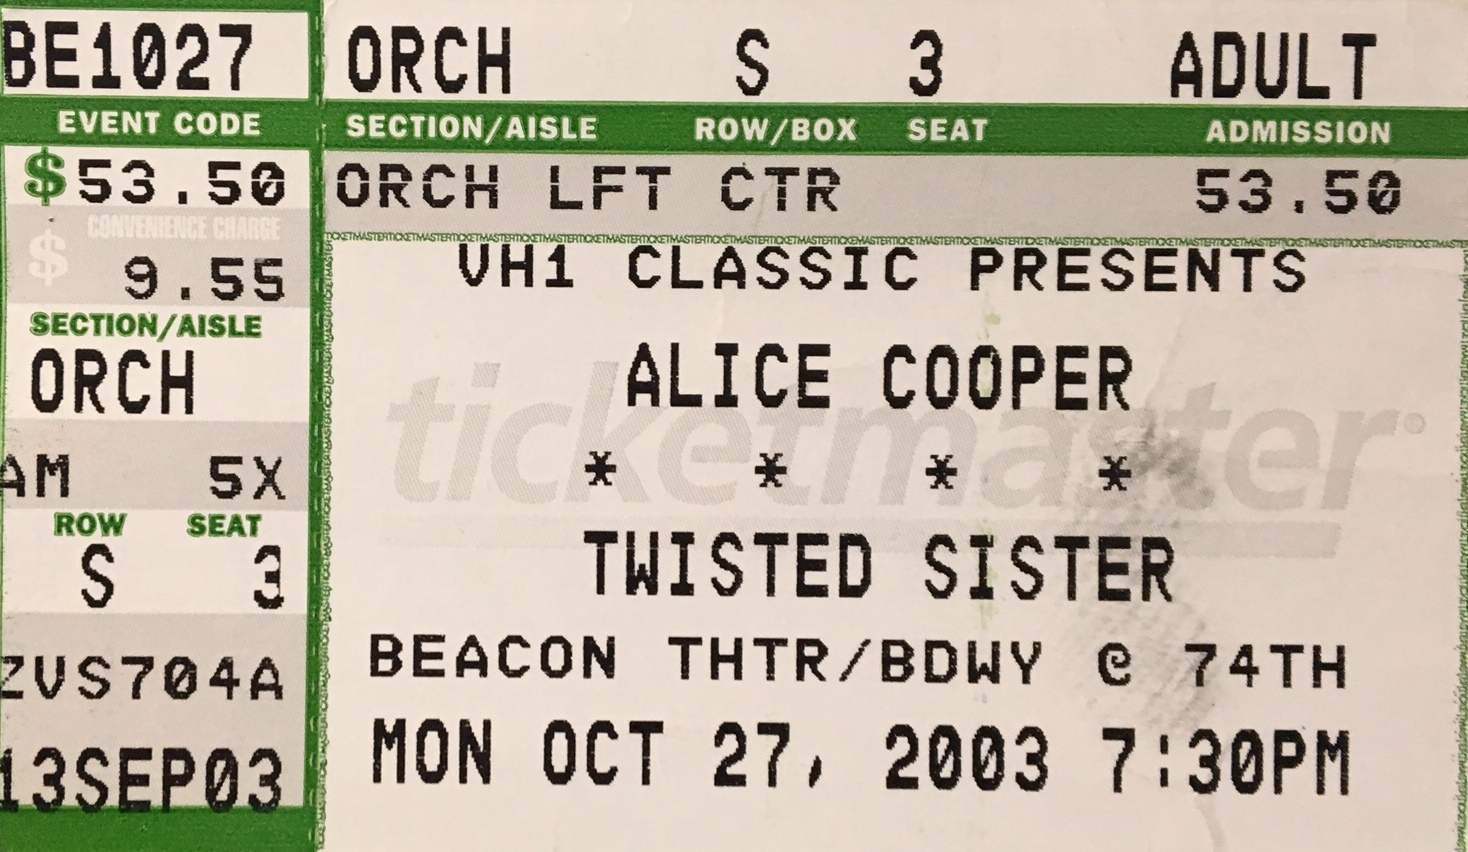 BE1027
EVENT CODE
$53.50
CONVENIENCE CHARGE
$ 9.55
SECTION/AISLE
ORCH
AM 5X
ROW SEAT
S 3
ZVS704A
13SEP03
ORCH S 3 ADULT
SECTION/AISLE ROW/BOX SEAT ADMISSION
ORCH LFT CTR 53.50
VH1 CLASSIC PRESENTS
ALICE COOPER
ticketmaster
* * * *
TWISTED SISTER
BEACON THTR/BDWY @ 74TH
MON OCT 27, 2003 7:30PM